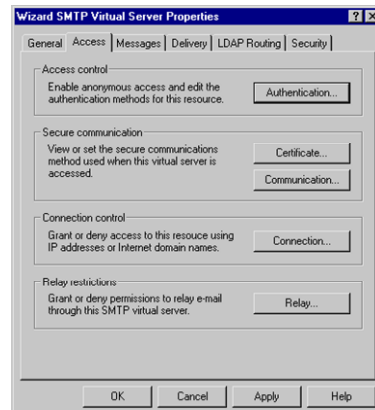 Wizard SMTP Virtual Server Properties
General Access Messages Delivery LDAP Routing Security
Access control
Enable anonymous access and edit the
authentication methods for this resource.
Authentication...
Secure communication
View or set the secure communications
method used when this virtual server is
accessed.
Certificate...
Communication...
Connection control
Grant or deny access to this resouce using
IP addresses or Internet domain names.
Connection...
Relay restrictions
Grant or deny permissions to relay e-mail
through this SMTP virtual server.
Relay...
OK Cancel Apply Help